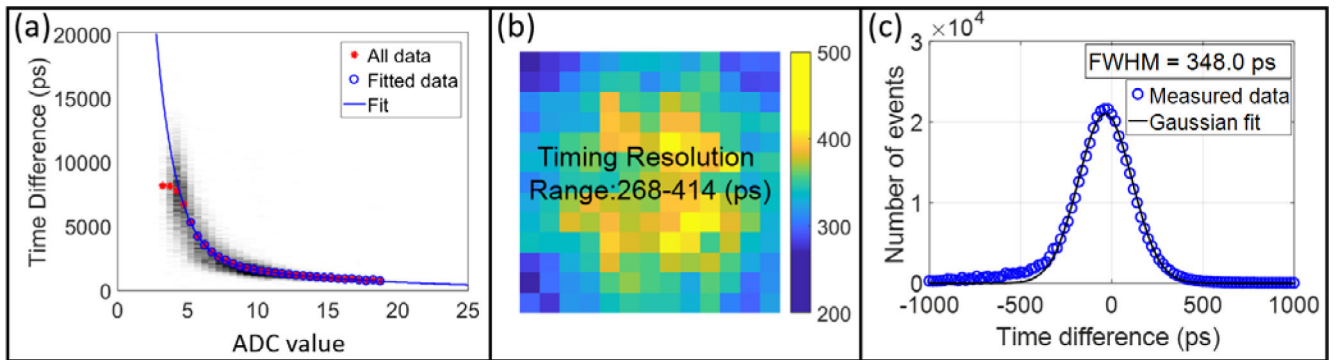 (a)
20000
15000
10000
5000
0
0 5 10 15 20 25
Time Difference (ps)
ADC value
All data
Fitted data
Fit
(b)
Timing Resolution
Range:268-414 (ps)
500
400
300
200
(c)
×10⁴
3
2
1
0
-1000 -500 0 500 1000
Number of events
Time difference (ps)
FWHM = 348.0 ps
Measured data
Gaussian fit